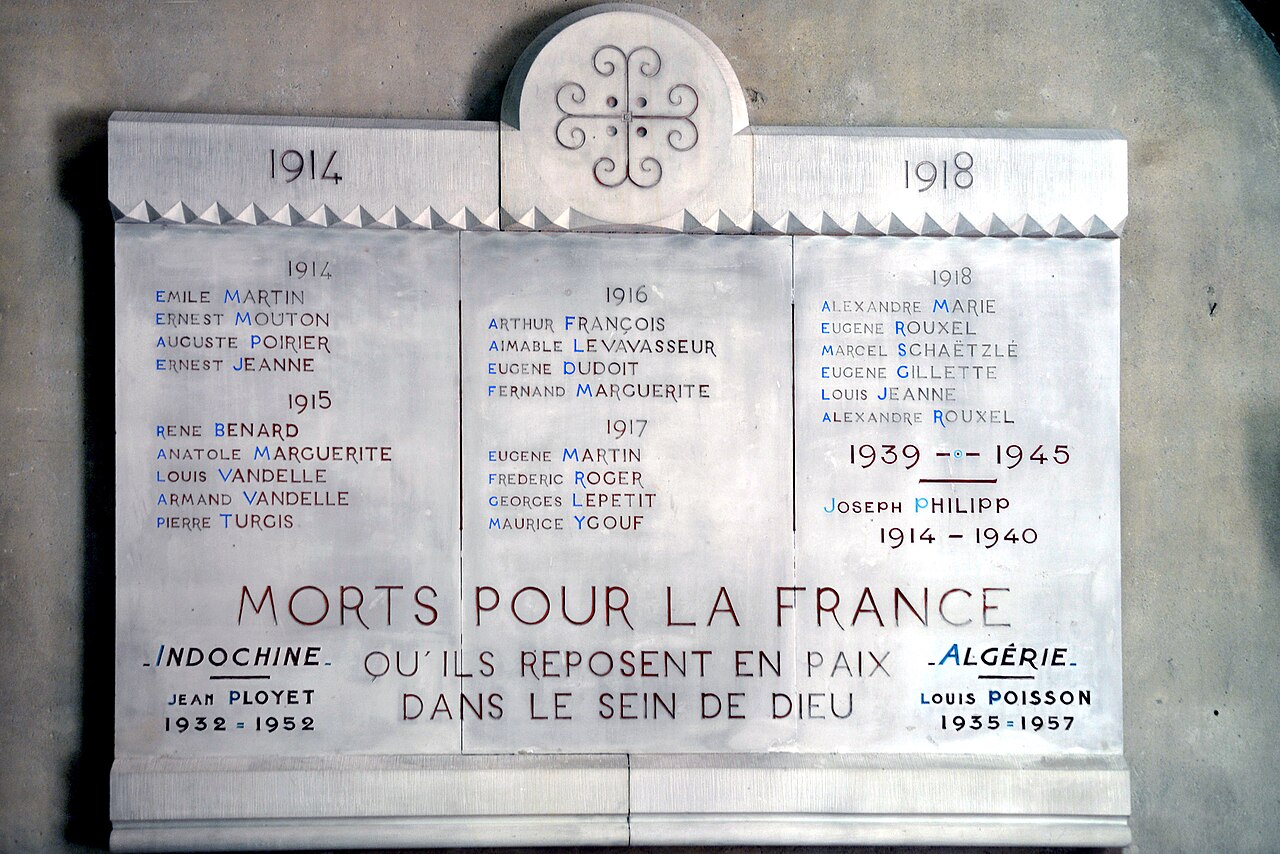 1914
1918
1914
EMILE MARTIN
ERNEST MOUTON
AUGUSTE POIRIER
ERNEST JEANNE
1915
RENE BENARD
ANATOLE MARGUERITE
LOUIS VANDELLE
ARMAND VANDELLE
PIERRE TURGIS
1916
ARTHUR FRANÇOIS
AIMABLE LEVAVASSEUR
EUGENE DUDOIT
FERNAND MARGUERITE
1917
EUGENE MARTIN
FREDERIC ROGER
GEORGES LEPETIT
MAURICE YGOUF
1918
ALEXANDRE MARIE
EUGENE ROUXEL
MARCEL SCHAËTZLÉ
EUGENE GILLETTE
LOUIS JEANNE
ALEXANDRE ROUXEL
1939 - - 1945
JOSEPH PHILIPP
1914 - 1940
MORTS POUR LA FRANCE
QU'ILS REPOSENT EN PAIX
DANS LE SEIN DE DIEU
-INDOCHINE-
JEAN PLOYET
1932 = 1952
-ALGÉRIE-
LOUIS POISSON
1935 = 1957